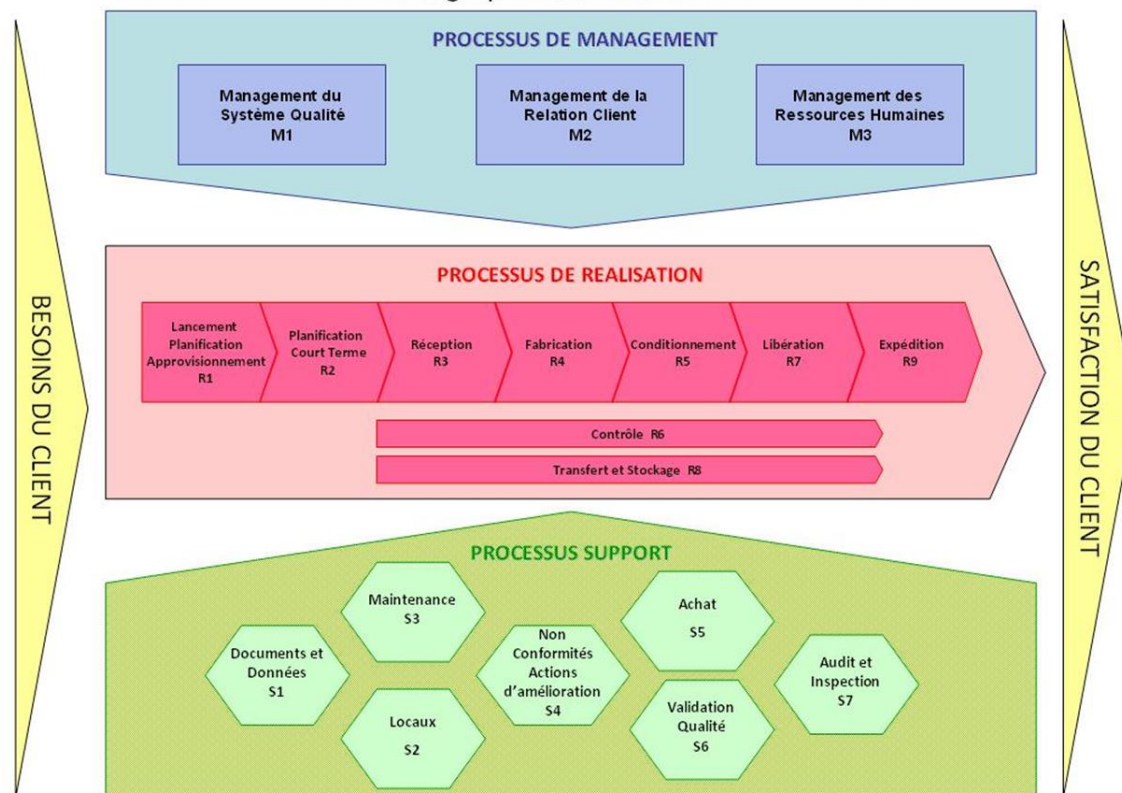 PROCESSUS DE MANAGEMENT
Management du
Système Qualité
M1
Management de la
Relation Client
M2
Management des
Ressources Humaines
M3
BESOINS DU CLIENT
PROCESSUS DE REALISATION
Lancement
Planification
Approvisionnement
R1
Planification
Court Terme
R2
Réception
R3
Fabrication
R4
Conditionnement
R5
Libération
R7
Expédition
R9
Contrôle R6
Transfert et Stockage R8
SATISFACTION DU CLIENT
PROCESSUS SUPPORT
Documents et
Données
S1
Maintenance
S3
Locaux
S2
Non
Conformités
Actions
d'amélioration
S4
Achat
S5
Validation
Qualité
S6
Audit et
Inspection
S7